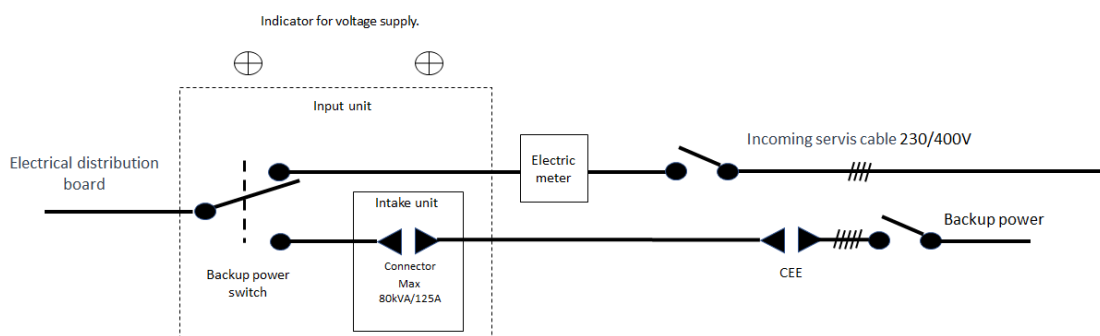 Indicator for voltage supply.
Input unit
Electrical distribution
board
Electric
meter
Incoming servis cable 230/400V
Intake unit
Connector
Max
80kVA/125A
Backup power
switch
CEE
Backup power